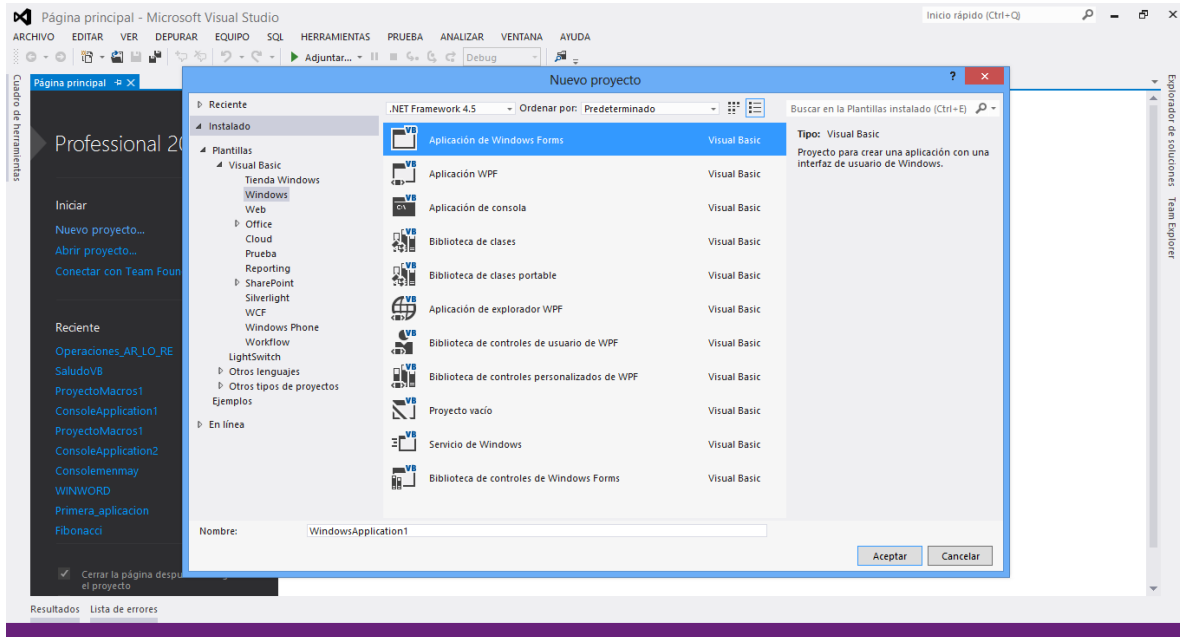 Página principal - Microsoft Visual Studio
Inicio rápido (Ctrl+Q)
ARCHIVO EDITAR VER DEPURAR EQUIPO SQL HERRAMIENTAS PRUEBA ANALIZAR VENTANA AYUDA
Adjuntar... Debug
Cuadro de herramientas
Página principal
Professional 20
Iniciar
Nuevo proyecto...
Abrir proyecto...
Conectar con Team Foun
Reciente
Operaciones_AR_LO_RE
SaludoVB
ProyectoMacros1
ConsoleApplication1
ProyectoMacros1
ConsoleApplication2
Consolemenmay
WINWORD
Primera_aplicacion
Fibonacci
Cerrar la página despu
el proyecto
Nuevo proyecto
Reciente
Instalado
Plantillas
Visual Basic
Tienda Windows
Windows
Web
Office
Cloud
Prueba
Reporting
SharePoint
Silverlight
WCF
Windows Phone
Workflow
LightSwitch
Otros lenguajes
Otros tipos de proyectos
Ejemplos
En línea
.NET Framework 4.5 Ordenar por: Predeterminado
Aplicación de Windows Forms Visual Basic
Aplicación WPF Visual Basic
Aplicación de consola Visual Basic
Biblioteca de clases Visual Basic
Biblioteca de clases portable Visual Basic
Aplicación de explorador WPF Visual Basic
Biblioteca de controles de usuario de WPF Visual Basic
Biblioteca de controles personalizados de WPF Visual Basic
Proyecto vacío Visual Basic
Servicio de Windows Visual Basic
Biblioteca de controles de Windows Forms Visual Basic
Buscar en la Plantillas instalado (Ctrl+E)
Tipo: Visual Basic
Proyecto para crear una aplicación con una
interfaz de usuario de Windows.
Nombre: WindowsApplication1
Aceptar Cancelar
Explorador de soluciones
Team Explorer
Resultados Lista de errores